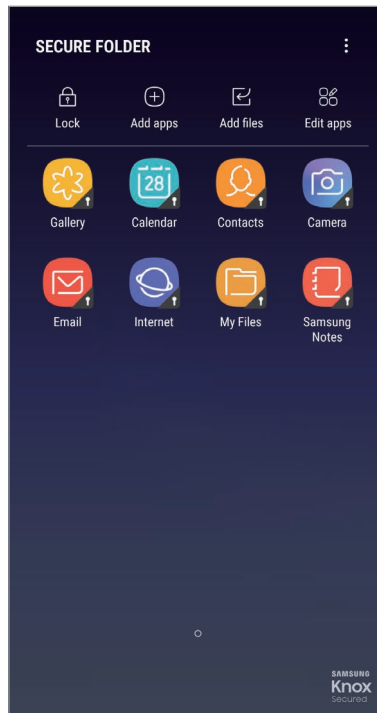 SECURE FOLDER
Lock Add apps Add files Edit apps
28
Gallery Calendar Contacts Camera
Email Internet My Files Samsung
Notes
SAMSUNG
Knox
Secured